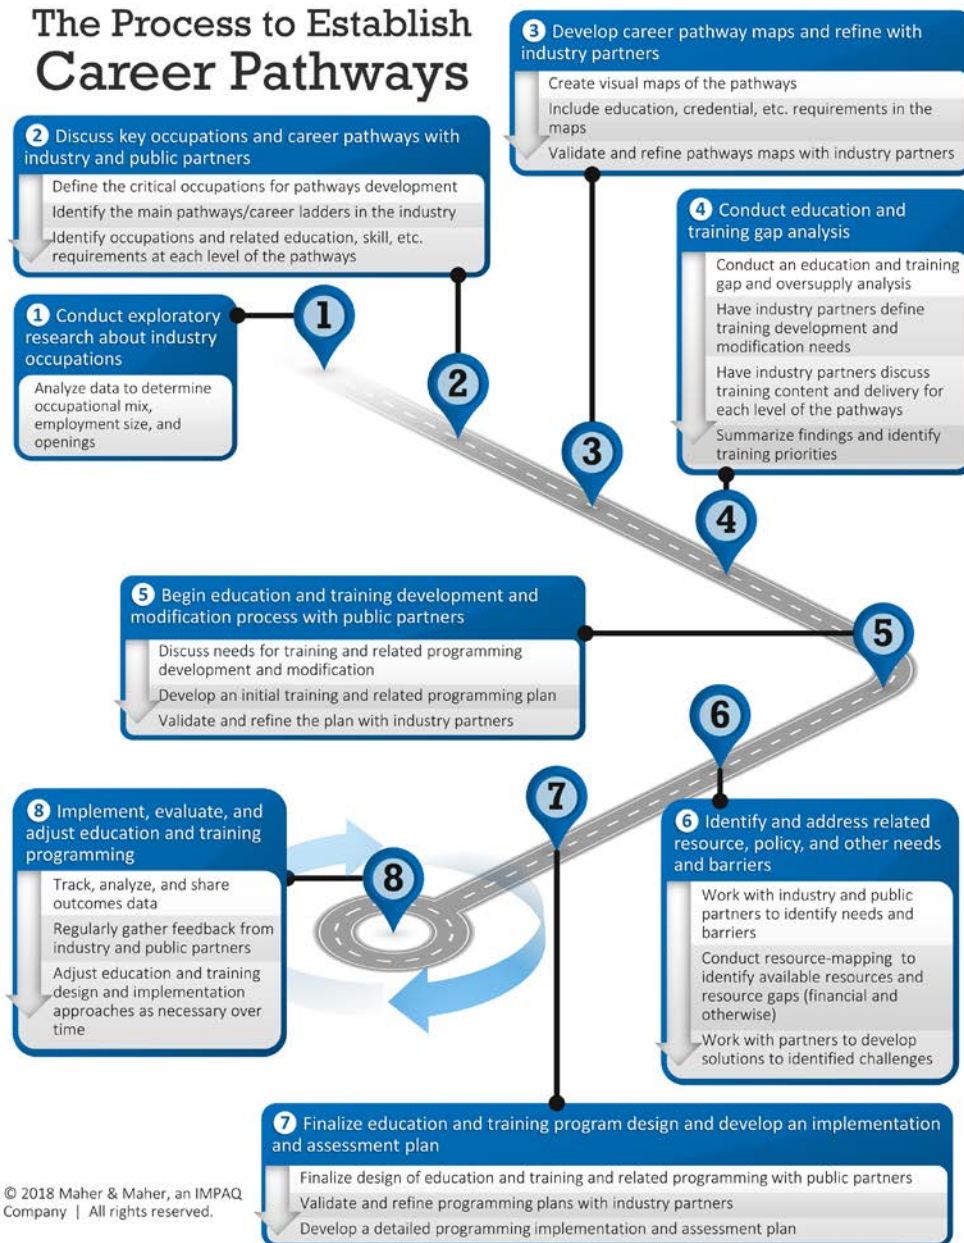 The Process to Establish
Career Pathways
3 Develop career pathway maps and refine with
industry partners
Create visual maps of the pathways
Include education, credential, etc. requirements in the
maps
Validate and refine pathways maps with industry partners
2 Discuss key occupations and career pathways with
industry and public partners
Define the critical occupations for pathways development
Identify the main pathways/career ladders in the industry
Identify occupations and related education, skill, etc.
requirements at each level of the pathways
4 Conduct education and
training gap analysis
Conduct an education and training
gap and oversupply analysis
Have industry partners define
training development and
modification needs
Have industry partners discuss
training content and delivery for
each level of the pathways
Summarize findings and identify
training priorities
1 Conduct exploratory
research about industry
occupations
Analyze data to determine
occupational mix,
employment size, and
openings
1
2
3
4
5 Begin education and training development and
modification process with public partners
Discuss needs for training and related programming
development and modification
Develop an initial training and related programming plan
Validate and refine the plan with industry partners
5
6
7
8 Implement, evaluate, and
adjust education and training
programming
Track, analyze, and share
outcomes data
Regularly gather feedback from
industry and public partners
Adjust education and training
design and implementation
approaches as necessary over
time
8
6 Identify and address related
resource, policy, and other needs
and barriers
Work with industry and public
partners to identify needs and
barriers
Conduct resource-mapping to
identify available resources and
resource gaps (financial and
otherwise)
Work with partners to develop
solutions to identified challenges
7 Finalize education and training program design and develop an implementation
and assessment plan
Finalize design of education and training and related programming with public partners
Validate and refine programming plans with industry partners
Develop a detailed programming implementation and assessment plan
© 2018 Maher & Maher, an IMPAQ
Company | All rights reserved.